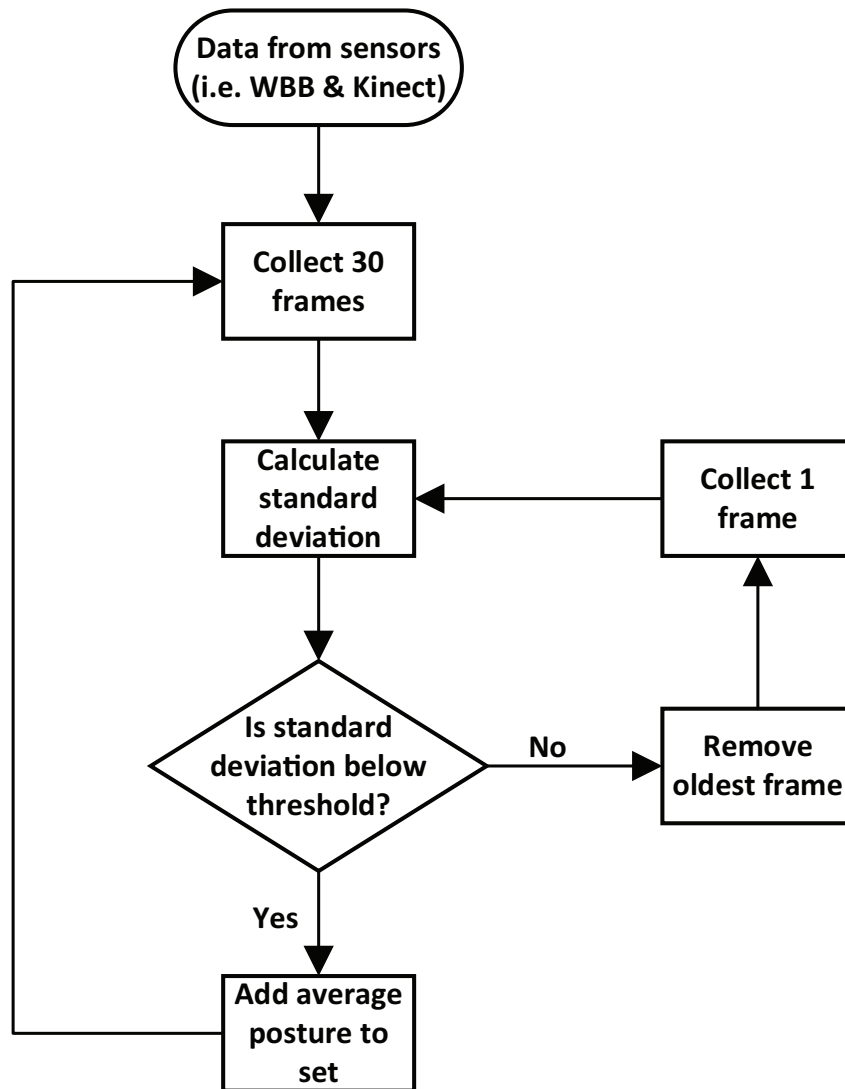 Data from sensors
(i.e. WBB & Kinect)
Collect 30
frames
Calculate
standard
deviation
Collect 1
frame
Is standard
deviation below
threshold?
No
Remove
oldest frame
Yes
Add average
posture to
set